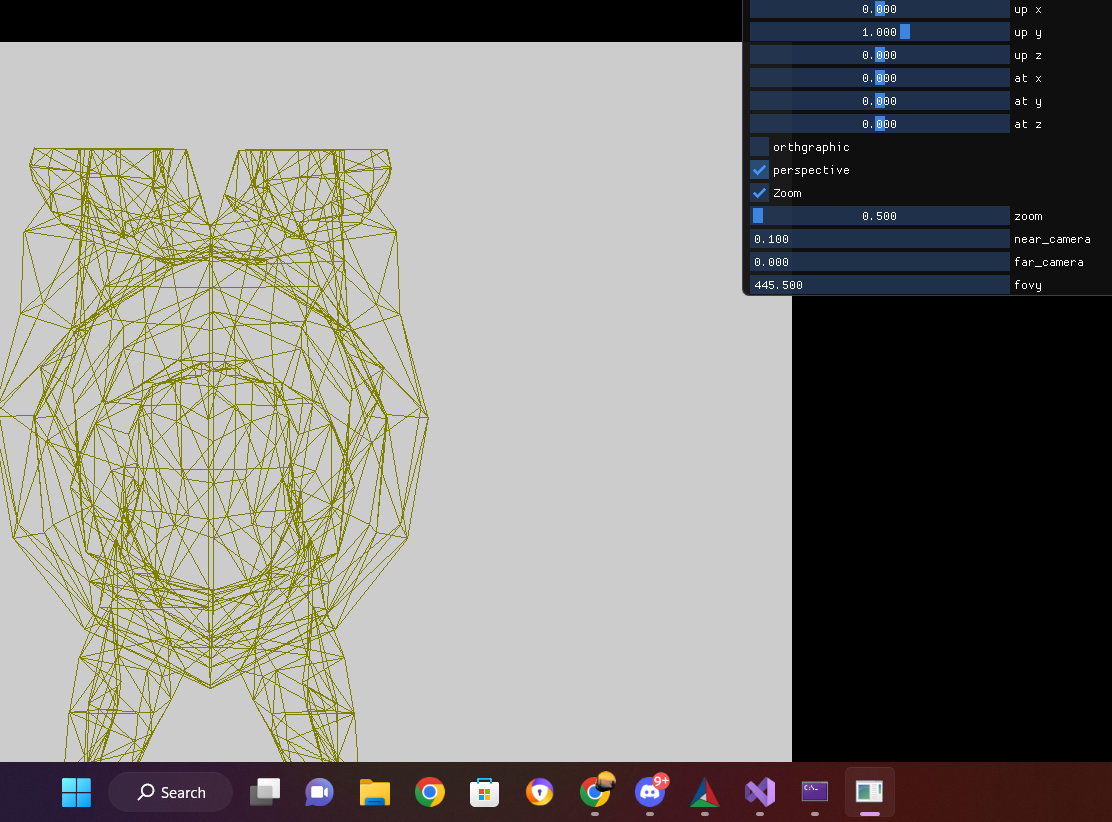 0.000 up x
1.000 up y
0.000 up z
0.000 at x
0.000 at y
0.000 at z
orthgraphic
perspective
Zoom
0.500 zoom
0.100 near_camera
0.000 far_camera
445.500 fovy
Search
9+
C:\_